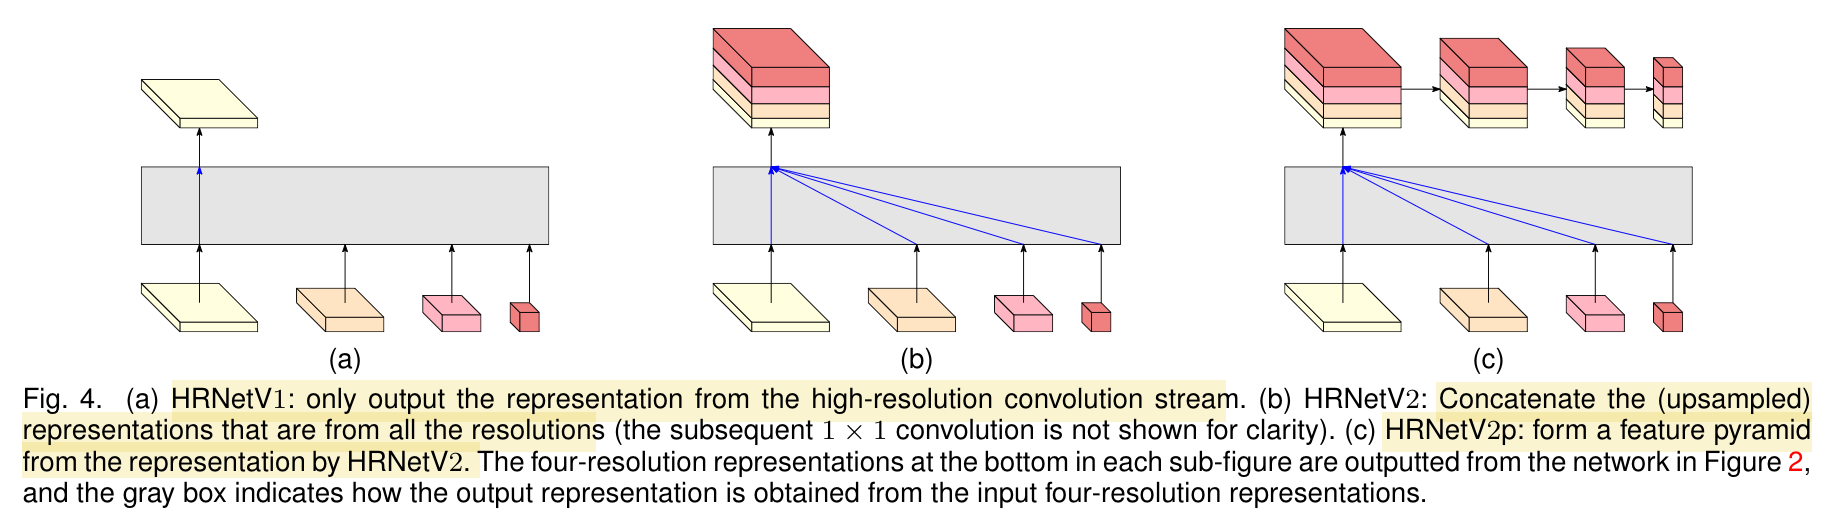 (a)
(b)
(c)
Fig. 4. (a) HRNetV1: only output the representation from the high-resolution convolution stream. (b) HRNetV2: Concatenate the (upsampled)
representations that are from all the resolutions (the subsequent 1 × 1 convolution is not shown for clarity). (c) HRNetV2p: form a feature pyramid
from the representation by HRNetV2. The four-resolution representations at the bottom in each sub-figure are outputted from the network in Figure 2,
and the gray box indicates how the output representation is obtained from the input four-resolution representations.